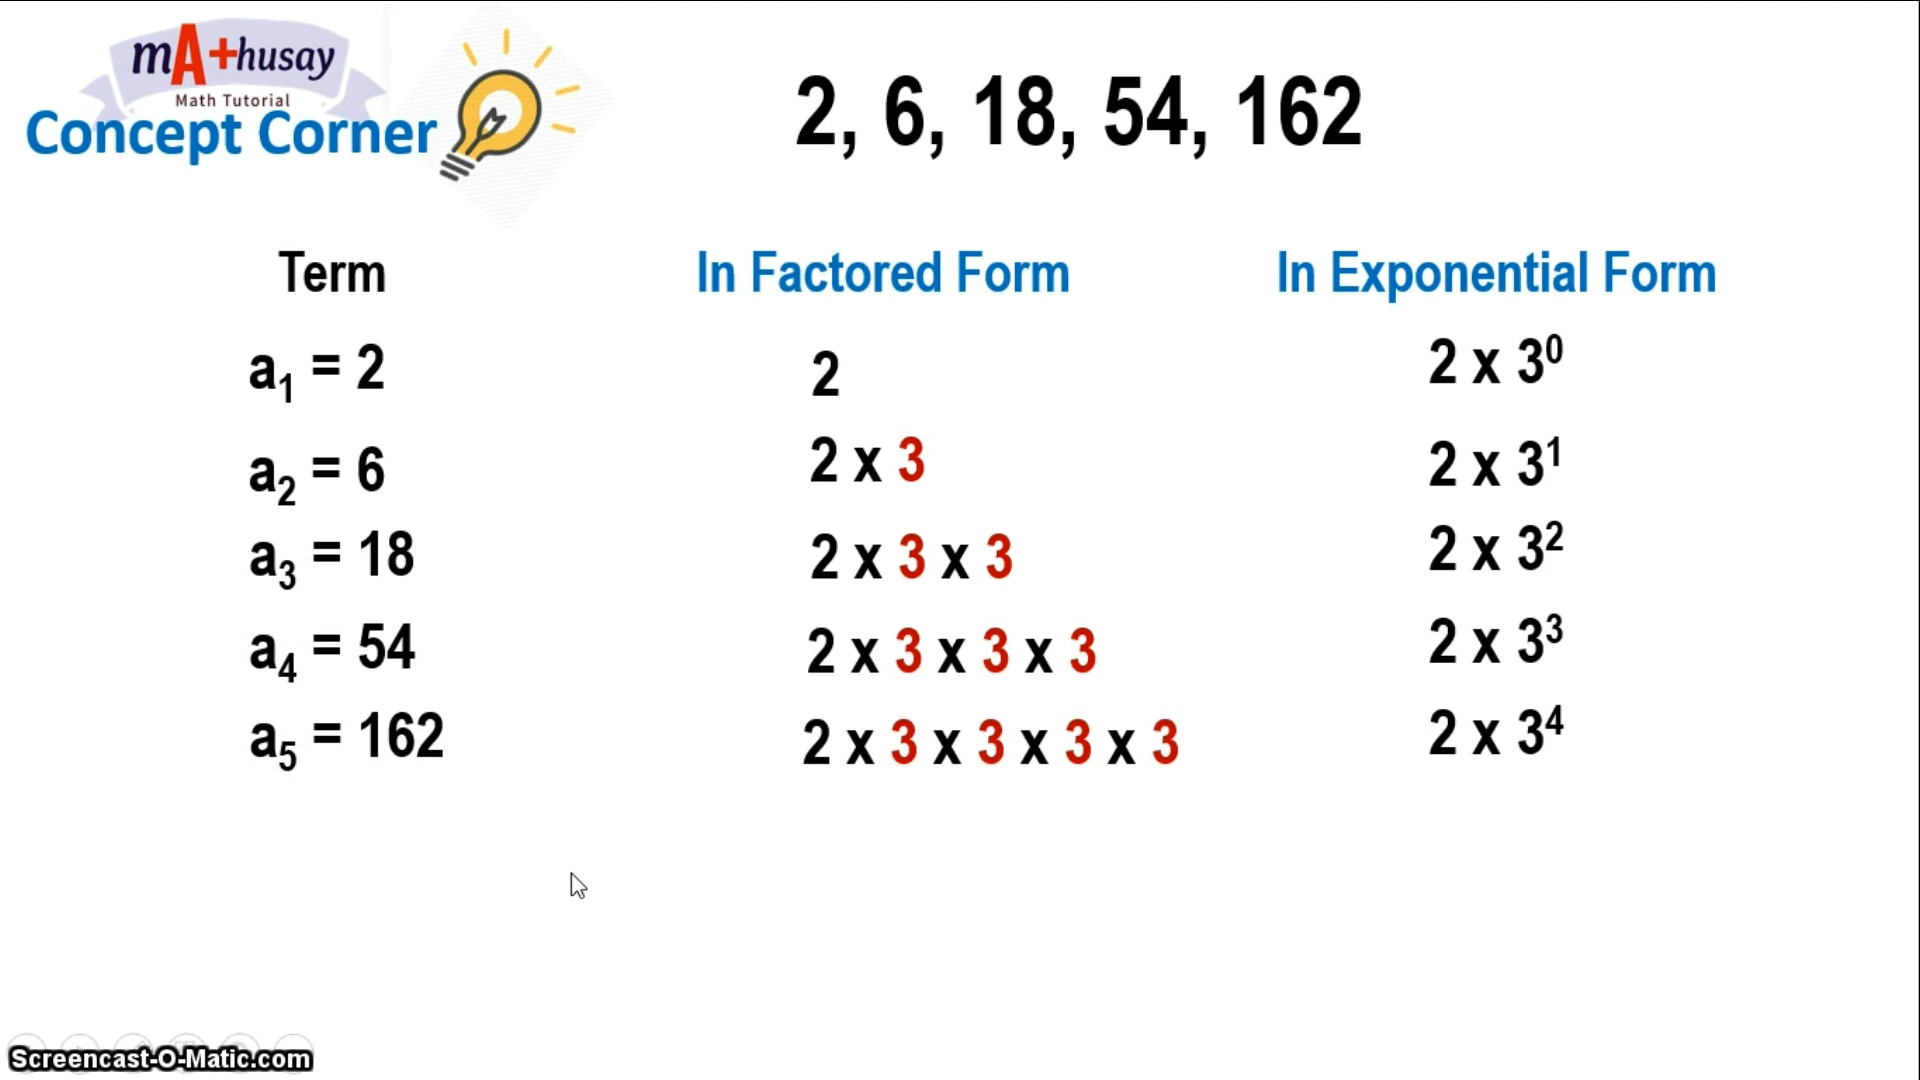 mA+husay
Math Tutorial
Concept Corner
2, 6, 18, 54, 162
Term In Factored Form In Exponential Form
a₁ = 2 2 2 x 3⁰
a₂ = 6 2 x 3 2 x 3¹
a₃ = 18 2 x 3 x 3 2 x 3²
a₄ = 54 2 x 3 x 3 x 3 2 x 3³
a₅ = 162 2 x 3 x 3 x 3 x 3 2 x 3⁴
Screencast-O-Matic.com